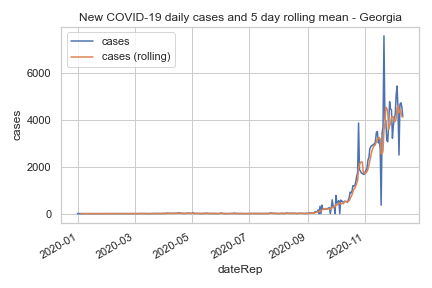 New COVID-19 daily cases and 5 day rolling mean - Georgia
cases
cases (rolling)
cases
6000
4000
2000
0
2020-01
2020-03
2020-05
2020-07
2020-09
2020-11
dateRep